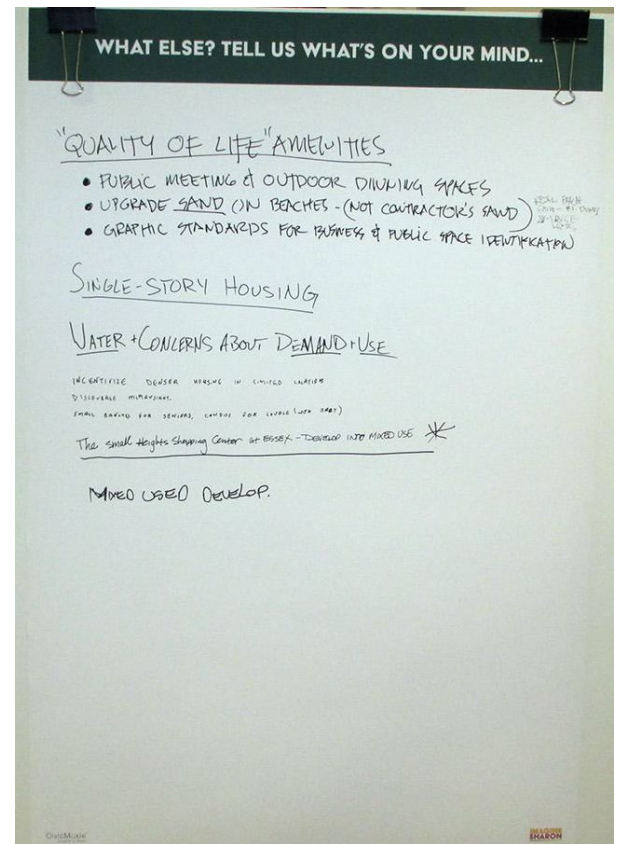 WHAT ELSE? TELL US WHAT'S ON YOUR MIND...
"QUALITY OF LIFE" AMENITIES
• PUBLIC MEETING & OUTDOOR DINING SPACES
• UPGRADE SAND ON BEACHES - (NOT CONTRACTOR'S SAND)
• GRAPHIC STANDARDS FOR BUSINESS & PUBLIC SPACE IDENTIFICATION
SINGLE-STORY HOUSING
WATER + CONCERNS ABOUT DEMAND + USE
INCENTIVIZE DENSER HOUSING IN LIMITED LOCATIONS
DISCOURAGE MCMANSIONS.
SMALL FOR SENIORS, CONDOS FOR
The small Heights Shopping Center at ESSEX - DEVELOP INTO MIXED USE
MIXED USED DEVELOP.
CivicMoxie
IMAGINE
SHARON